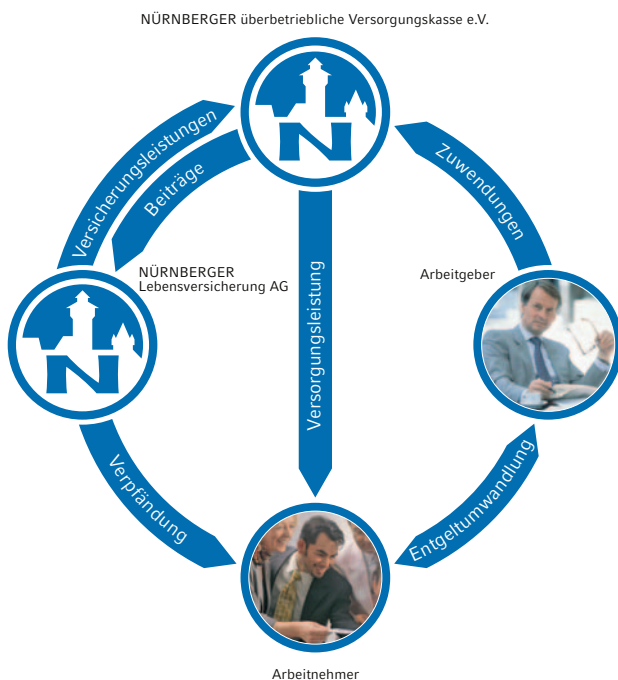 NÜRNBERGER überbetriebliche Versorgungskasse e.V.
N
Versicherungsleistungen
Beiträge
Zuwendungen
NÜRNBERGER
Lebensversicherung AG
Arbeitgeber
N
Versorgungsleistung
Verpfändung
Entgeltumwandlung
Arbeitnehmer